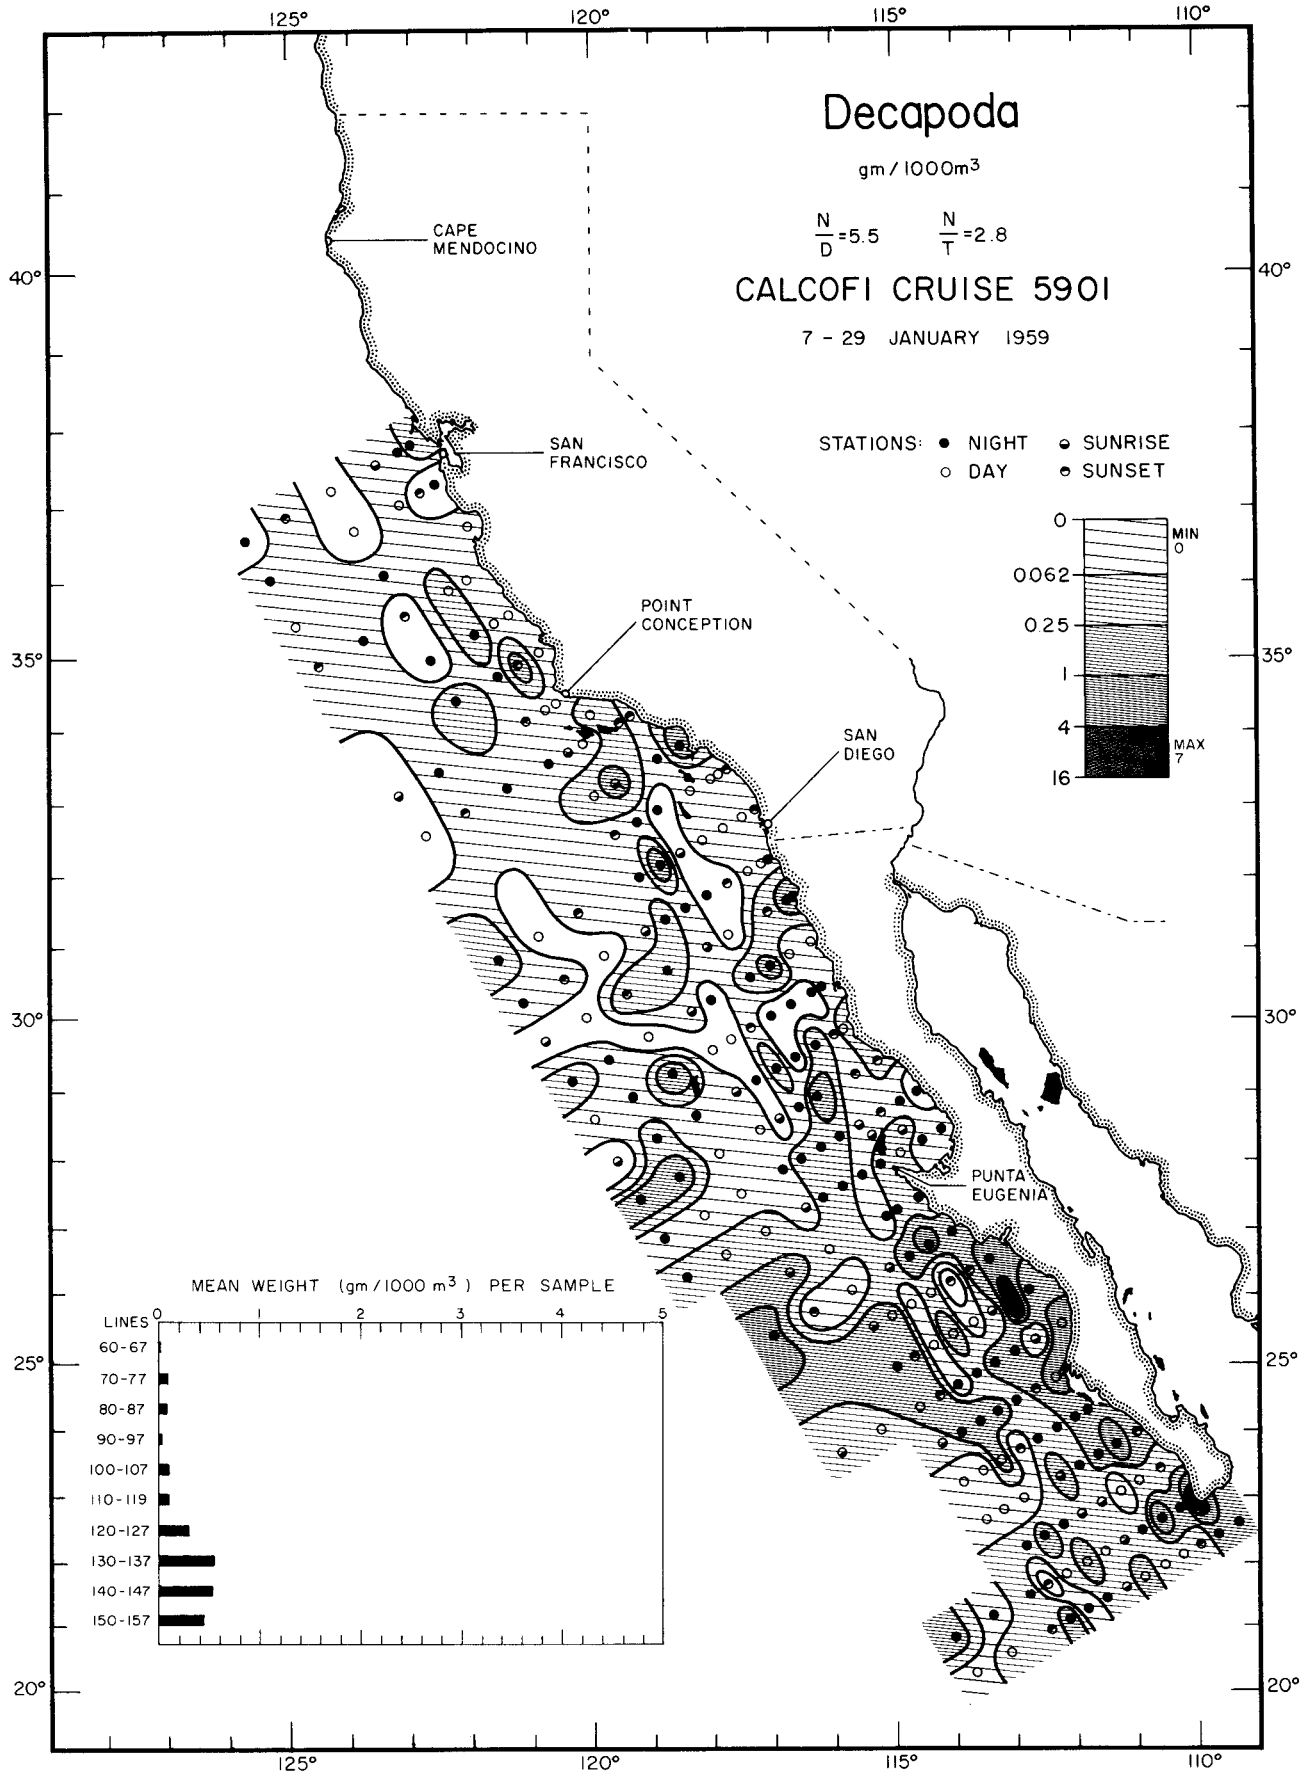 125° 120° 115° 110°
Decapoda
gm/1000m³
N/D=5.5 N/T=2.8
CALCOFI CRUISE 5901
7 - 29 JANUARY 1959
CAPE
MENDOCINO
40° 40°
STATIONS: ● NIGHT ◒ SUNRISE
○ DAY ◓ SUNSET
SAN
FRANCISCO
0
MIN
0
0.062
0.25
1
4
MAX
7
16
POINT
CONCEPTION
35° 35°
SAN
DIEGO
30° 30°
PUNTA
EUGENIA
MEAN WEIGHT (gm/1000 m³) PER SAMPLE
0 1 2 3 4 5
LINES
60-67
70-77
80-87
90-97
100-107
110-119
120-127
130-137
140-147
150-157
25° 25°
20° 20°
125° 120° 115° 110°